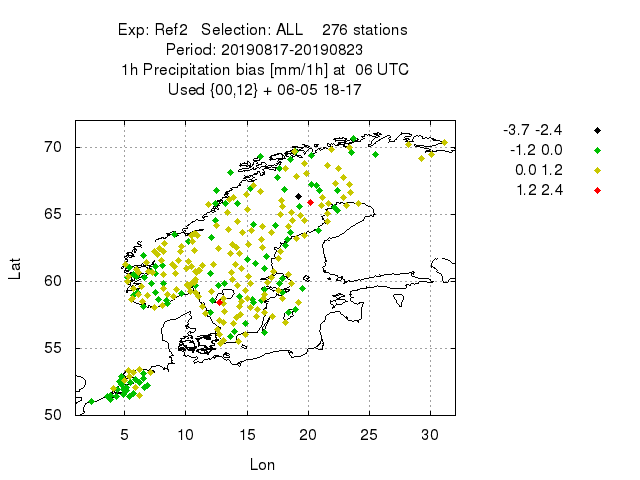 Exp: Ref2   Selection: ALL    276 stations
Period: 20190817-20190823
1h Precipitation bias [mm/1h] at  06 UTC
Used {00,12} + 06-05 18-17
-3.7 -2.4
-1.2 0.0
0.0 1.2
1.2 2.4
70
65
60
55
50
Lat
5 10 15 20 25 30
Lon